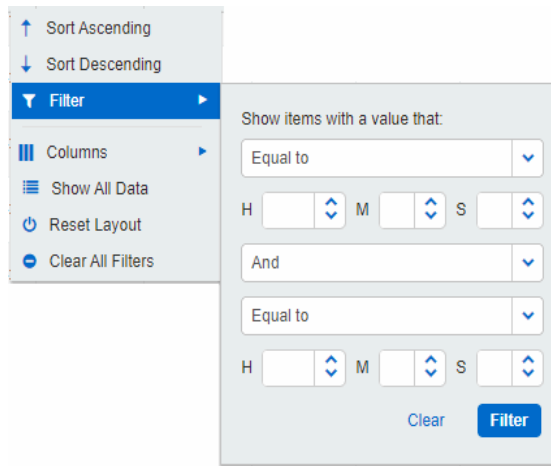 Sort Ascending
Sort Descending
Filter
Columns
Show All Data
Reset Layout
Clear All Filters
Show items with a value that:
Equal to
H M S
And
Equal to
H M S
Clear Filter